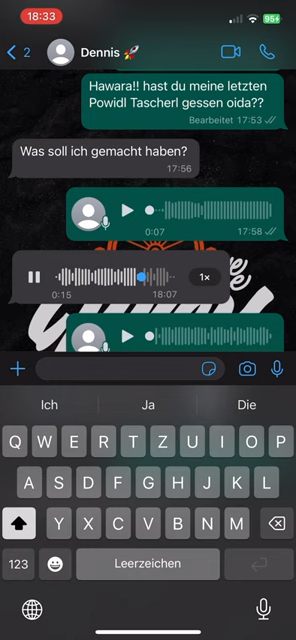 18:33
95+
2
Dennis 🚀
Hawara!! hast du meine letzten
Powidl Tascherl gessen oida??
Bearbeitet 17:53
Was soll ich gemacht haben?
17:56
0:07
17:58
1×
0:15
18:07
Ich
Ja
Die
Q W E R T Z U I O P
A S D F G H J K L
Y X C V B N M
123
Leerzeichen